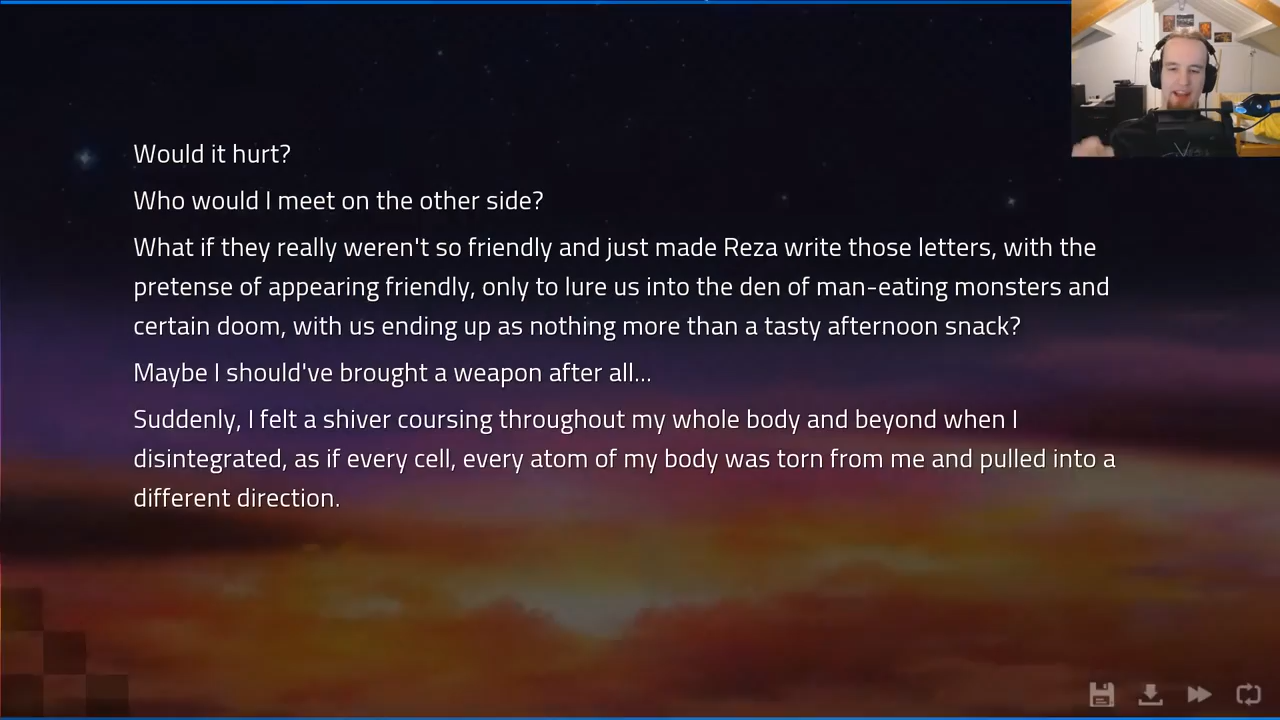 Would it hurt?
Who would I meet on the other side?
What if they really weren't so friendly and just made Reza write those letters, with the
pretense of appearing friendly, only to lure us into the den of man-eating monsters and
certain doom, with us ending up as nothing more than a tasty afternoon snack?
Maybe I should've brought a weapon after all...
Suddenly, I felt a shiver coursing throughout my whole body and beyond when I
disintegrated, as if every cell, every atom of my body was torn from me and pulled into a
different direction.